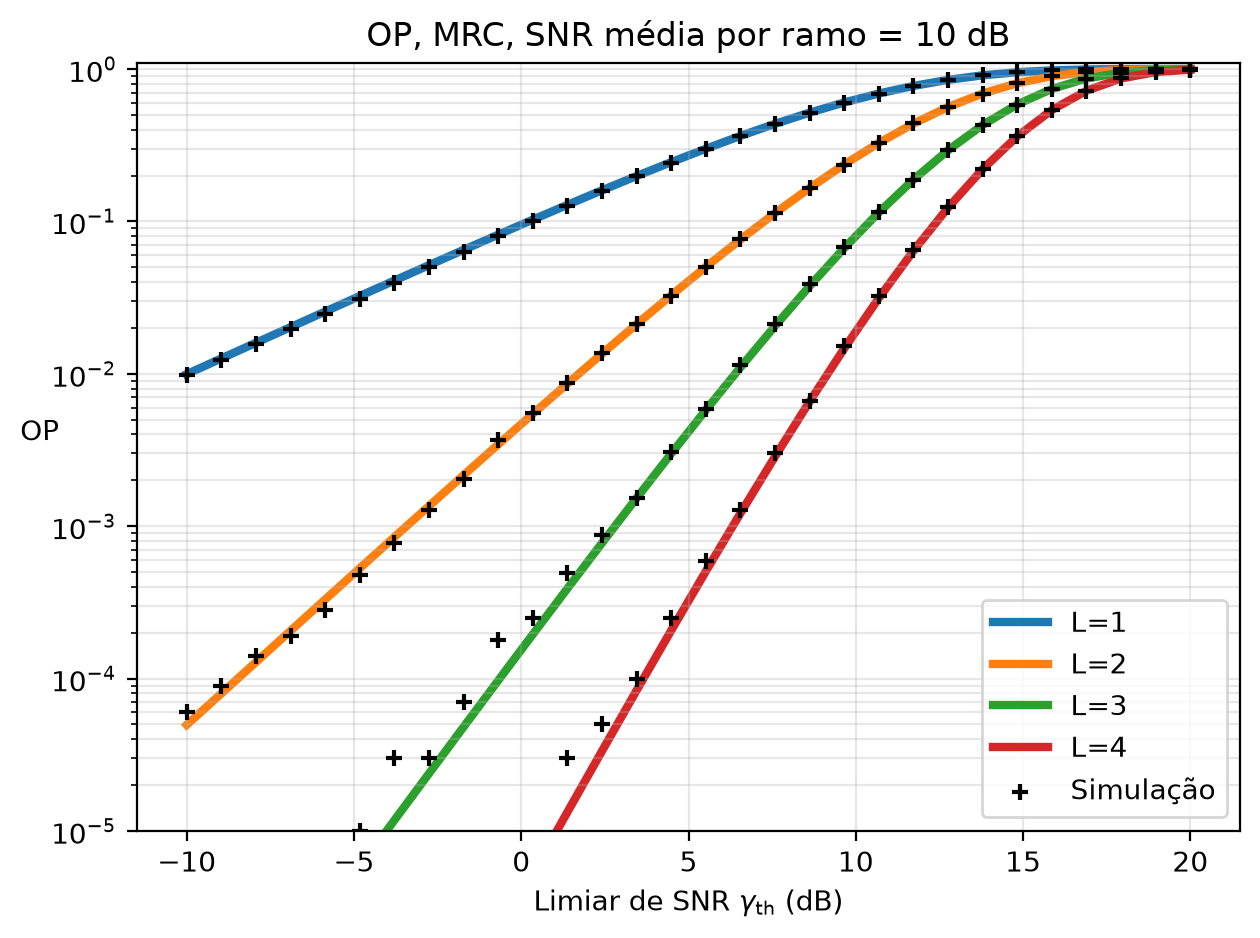 OP, MRC, SNR média por ramo = 10 dB
10⁰
10⁻¹
10⁻²
10⁻³
10⁻⁴
10⁻⁵
OP
L=1
L=2
L=3
L=4
Simulação
−10 −5 0 5 10 15 20
Limiar de SNR γth (dB)